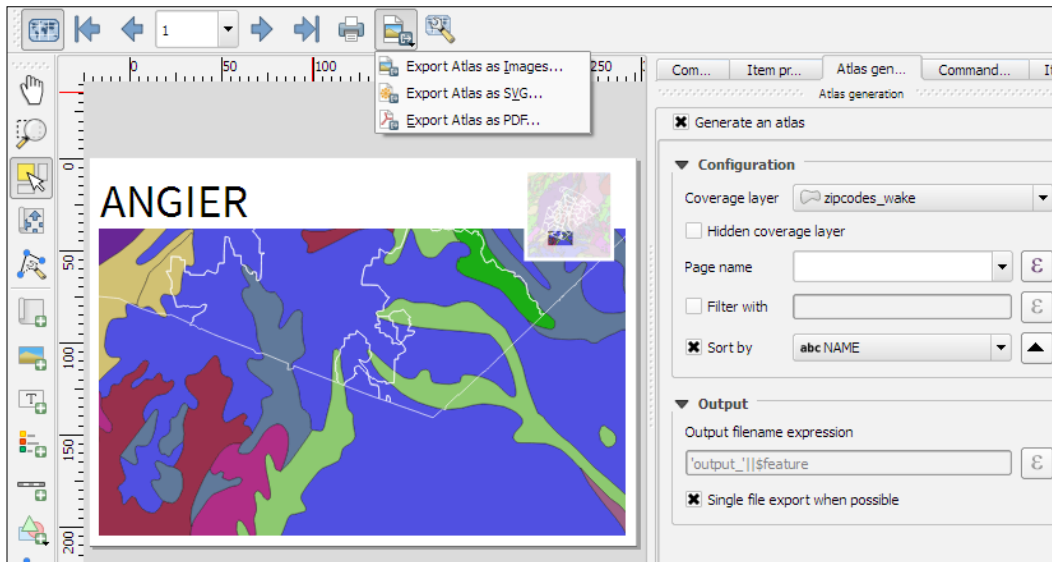 1
Export Atlas as Images...
Export Atlas as SVG...
Export Atlas as PDF...
0 50 100 250
0
50
100
150
200
ANGIER
Com... Item pr... Atlas gen... Command...
Atlas generation
Generate an atlas
Configuration
Coverage layer zipcodes_wake
Hidden coverage layer
Page name ε
Filter with ε
Sort by abc NAME
Output
Output filename expression
'output_'||$feature ε
Single file export when possible